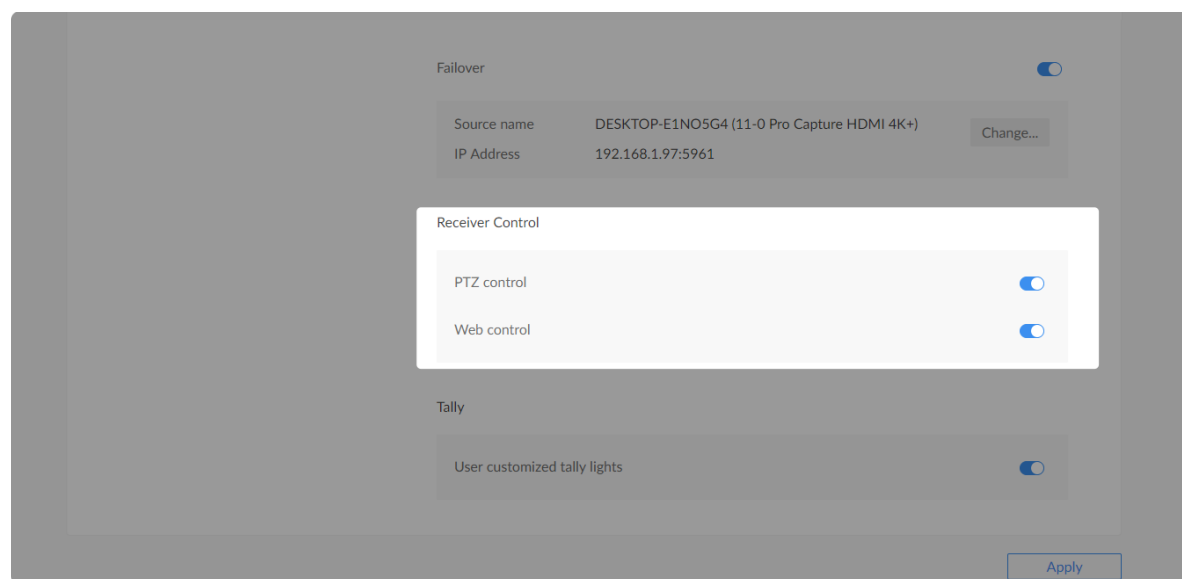 Failover
Source name DESKTOP-E1NO5G4 (11-0 Pro Capture HDMI 4K+)
Change...
IP Address 192.168.1.97:5961
Receiver Control
PTZ control
Web control
Tally
User customized tally lights
Apply